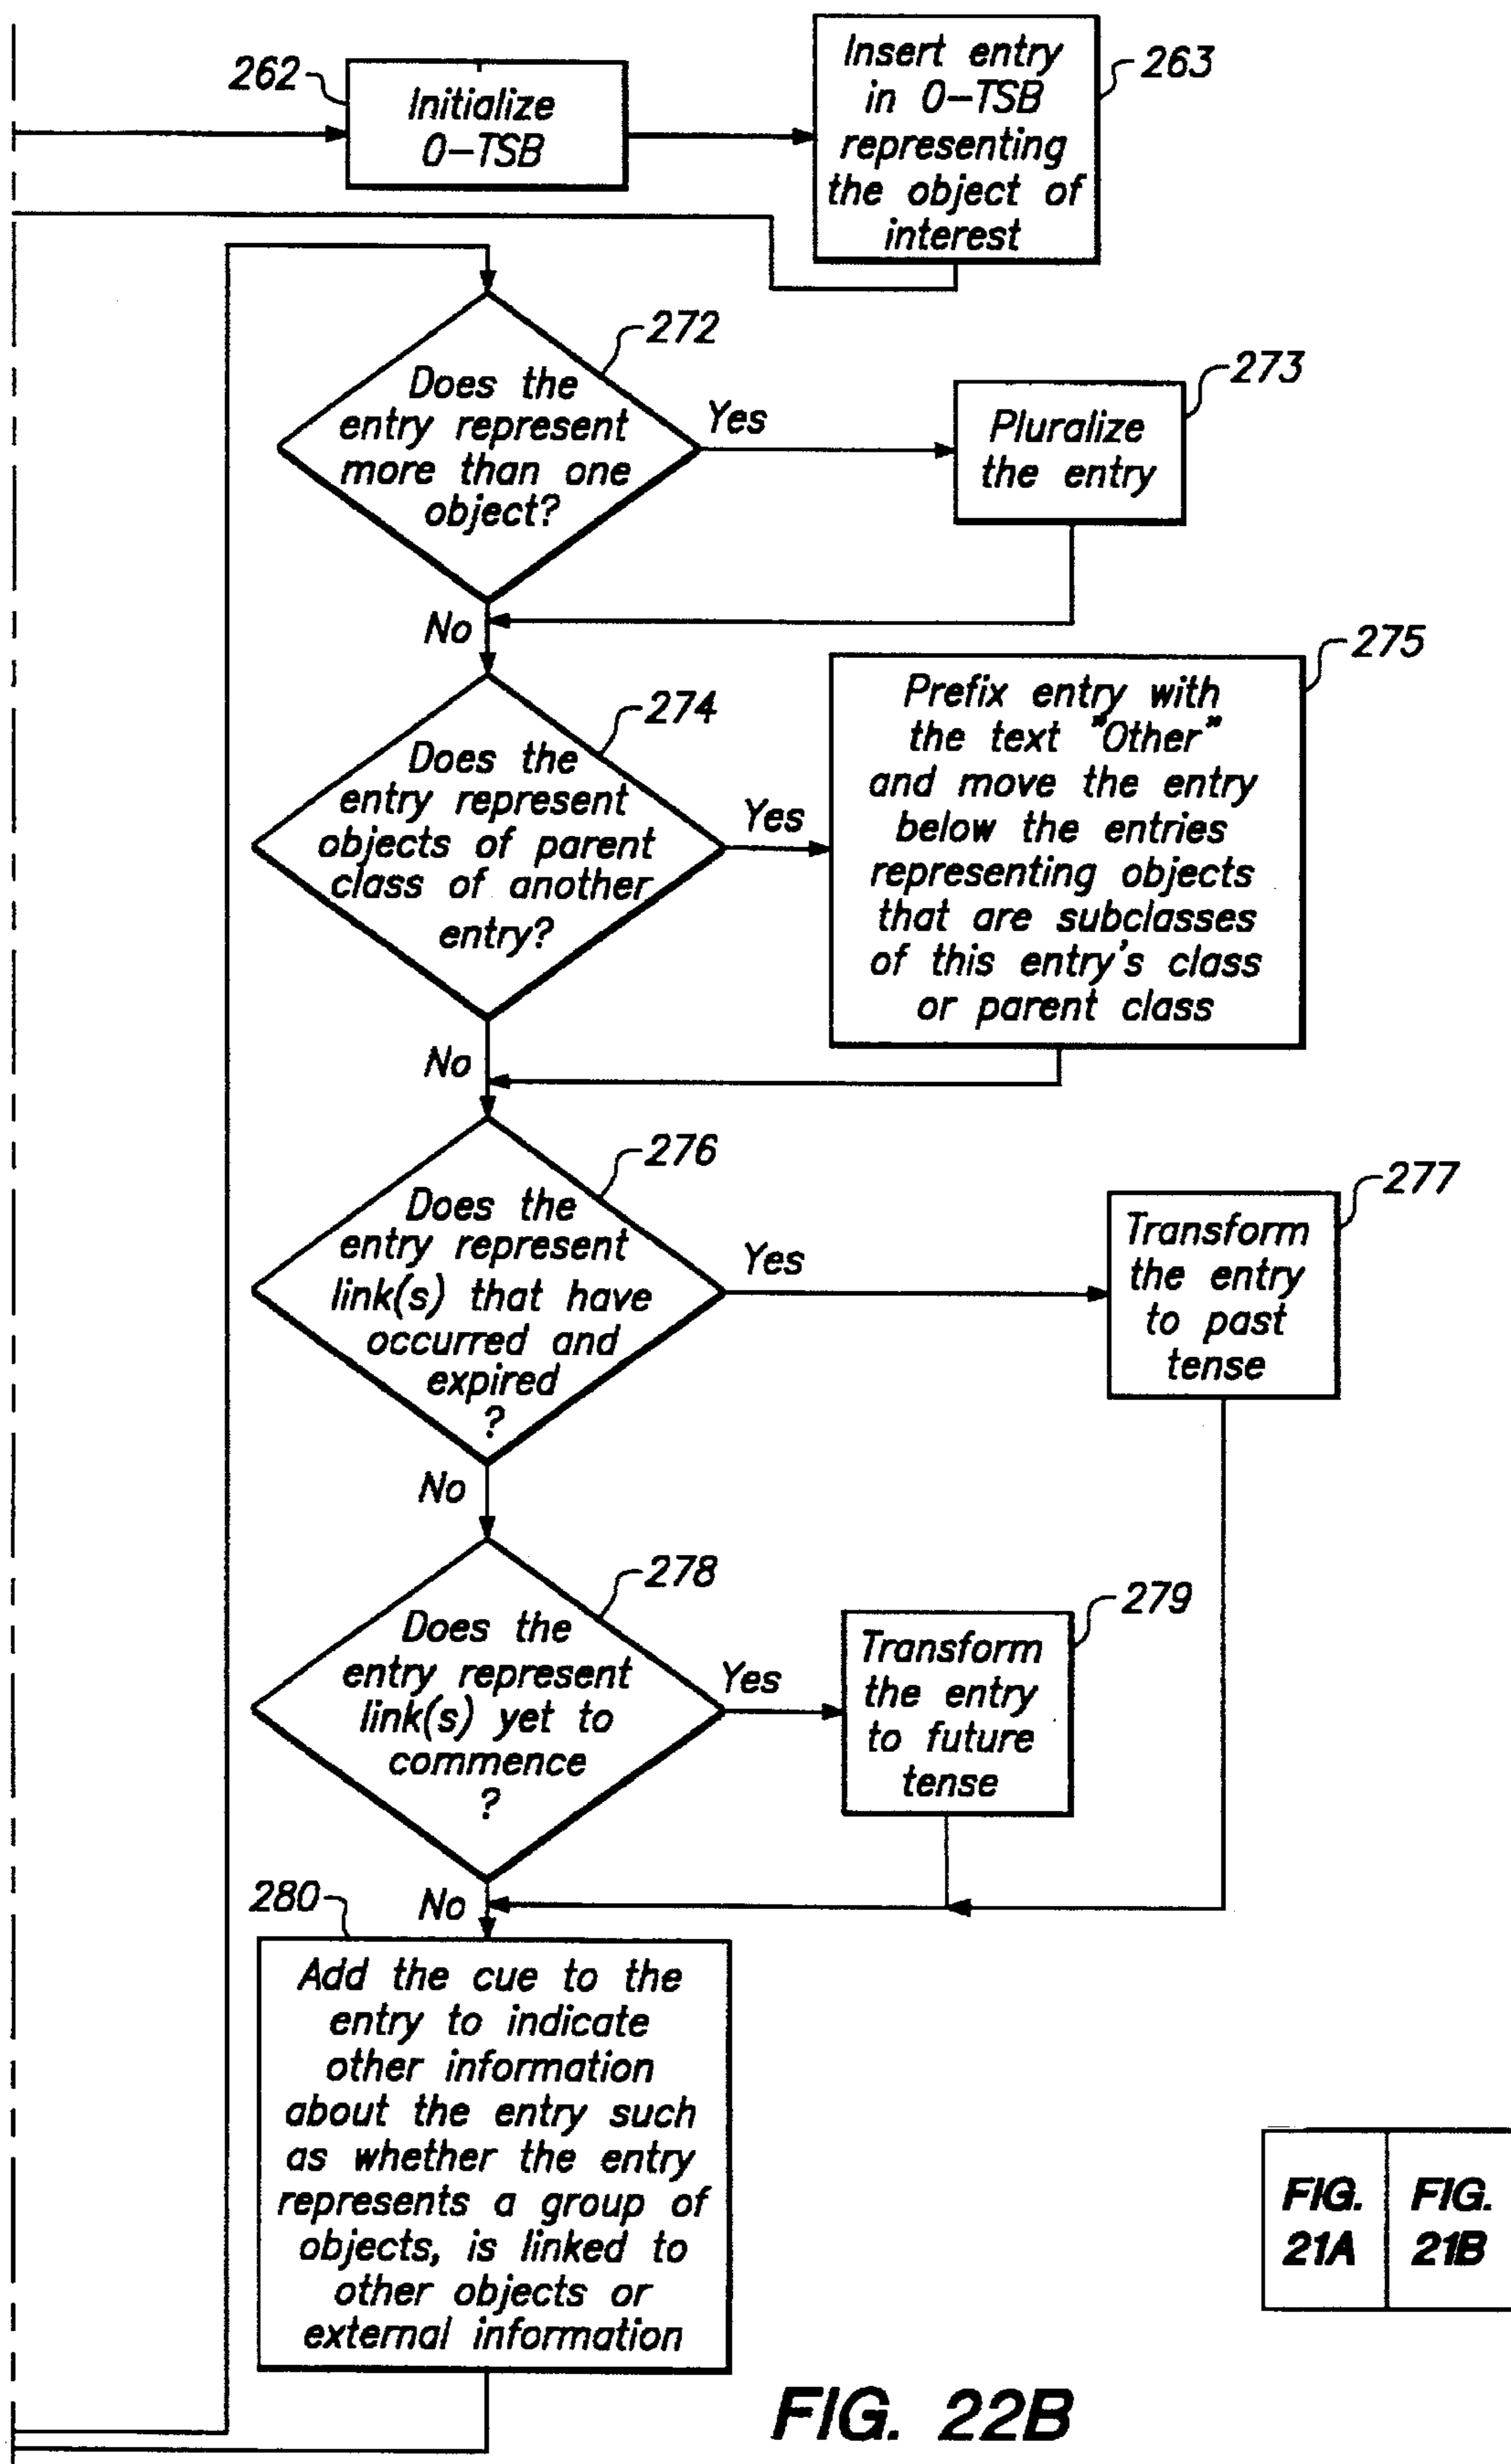 262
Initialize
O-TSB
Insert entry
in O-TSB
representing
the object of
interest
263
272
Does the
entry represent
more than one
object?
Yes
273
Pluralize
the entry
No
274
Does the
entry represent
objects of parent
class of another
entry?
Yes
275
Prefix entry with
the text "Other"
and move the entry
below the entries
representing objects
that are subclasses
of this entry's class
or parent class
No
276
Does the
entry represent
link(s) that have
occurred and
expired
?
Yes
277
Transform
the entry
to past
tense
No
278
Does the
entry represent
link(s) yet to
commence
?
Yes
279
Transform
the entry
to future
tense
No
280
Add the cue to the
entry to indicate
other information
about the entry such
as whether the entry
represents a group of
objects, is linked to
other objects or
external information
FIG.
21A
FIG.
21B
FIG. 22B